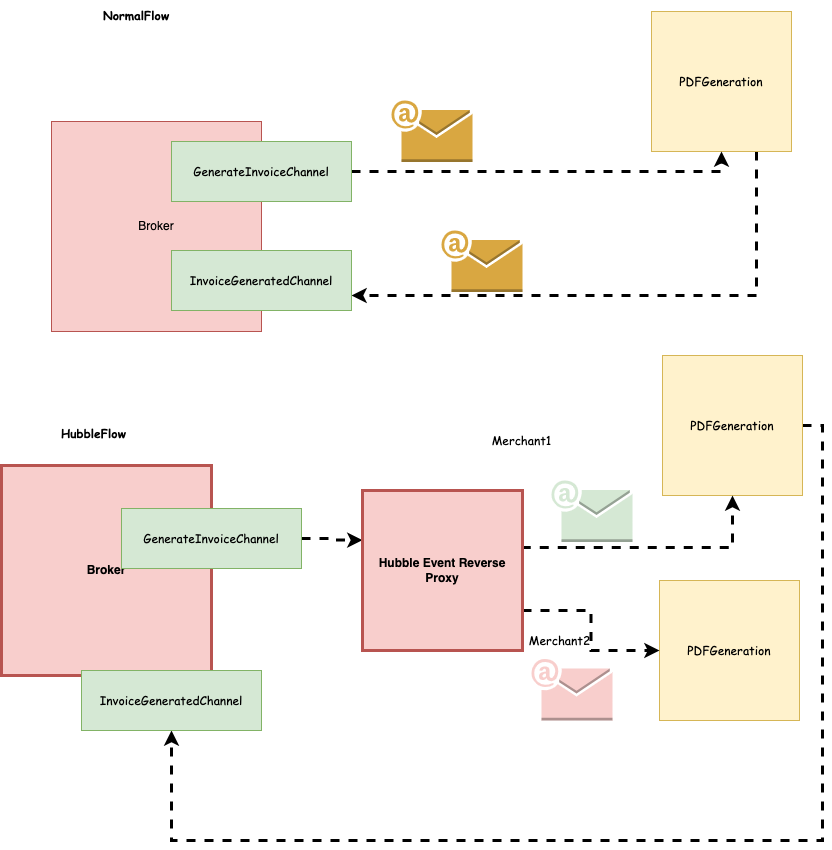 NormalFlow
PDFGeneration
@
GenerateInvoiceChannel
Broker
@
InvoiceGeneratedChannel
PDFGeneration
HubbleFlow
Merchant1
@
GenerateInvoiceChannel
Broker
Hubble Event Reverse
Proxy
Merchant2
PDFGeneration
@
InvoiceGeneratedChannel